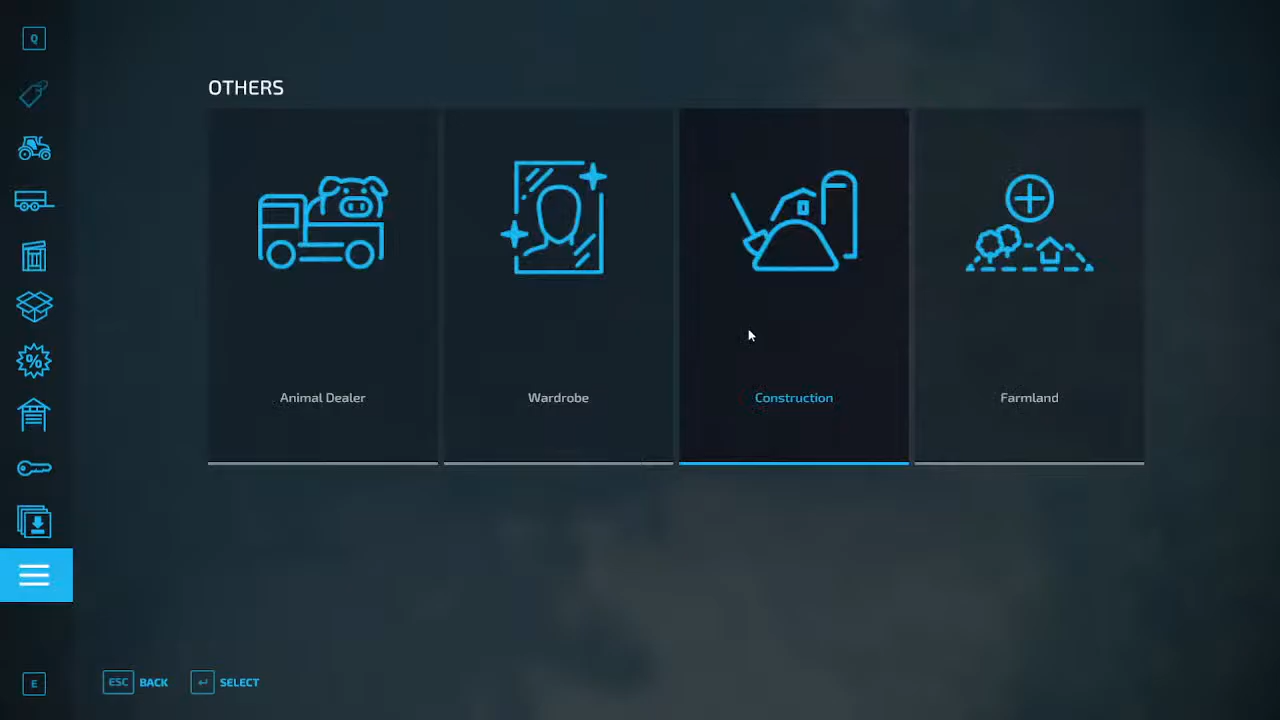 Q
OTHERS
%
Animal Dealer
Wardrobe
Construction
Farmland
E
ESC BACK
↵ SELECT